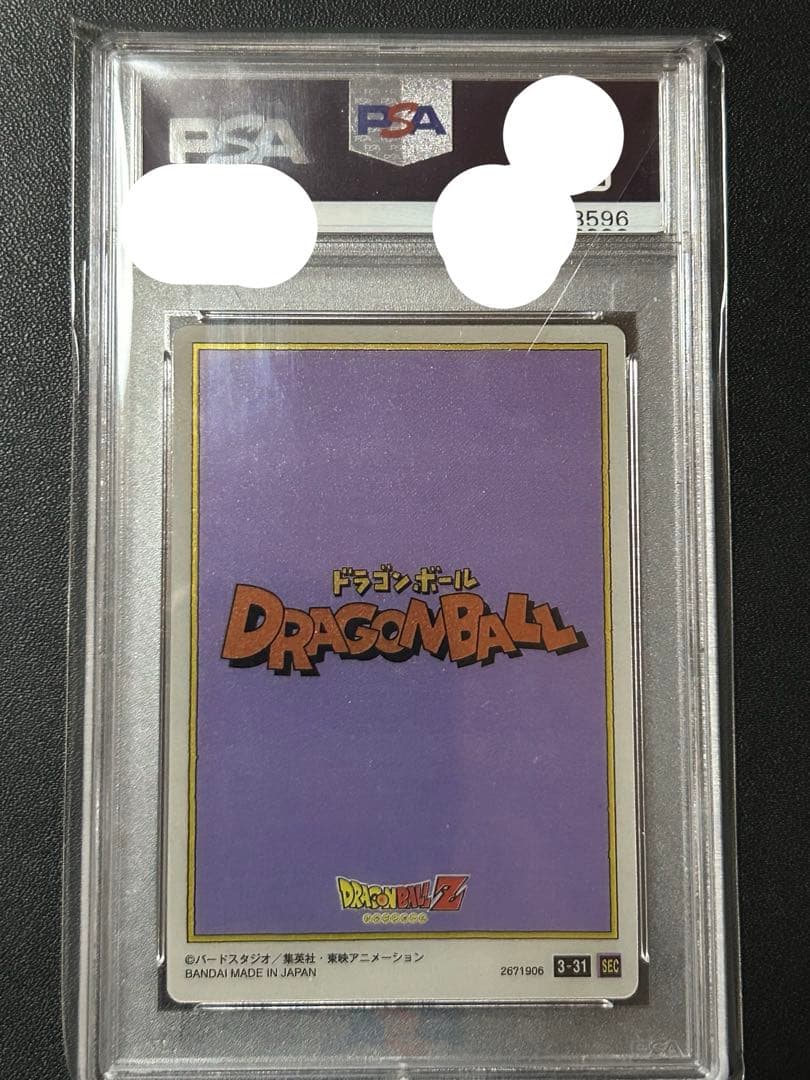 PSA
PSA
3596
ドラゴンボール
DRAGONBALL
DRAGONBALL Z
©バードスタジオ／集英社・東映アニメーション
BANDAI MADE IN JAPAN
2671906 3-31 SEC
PSA